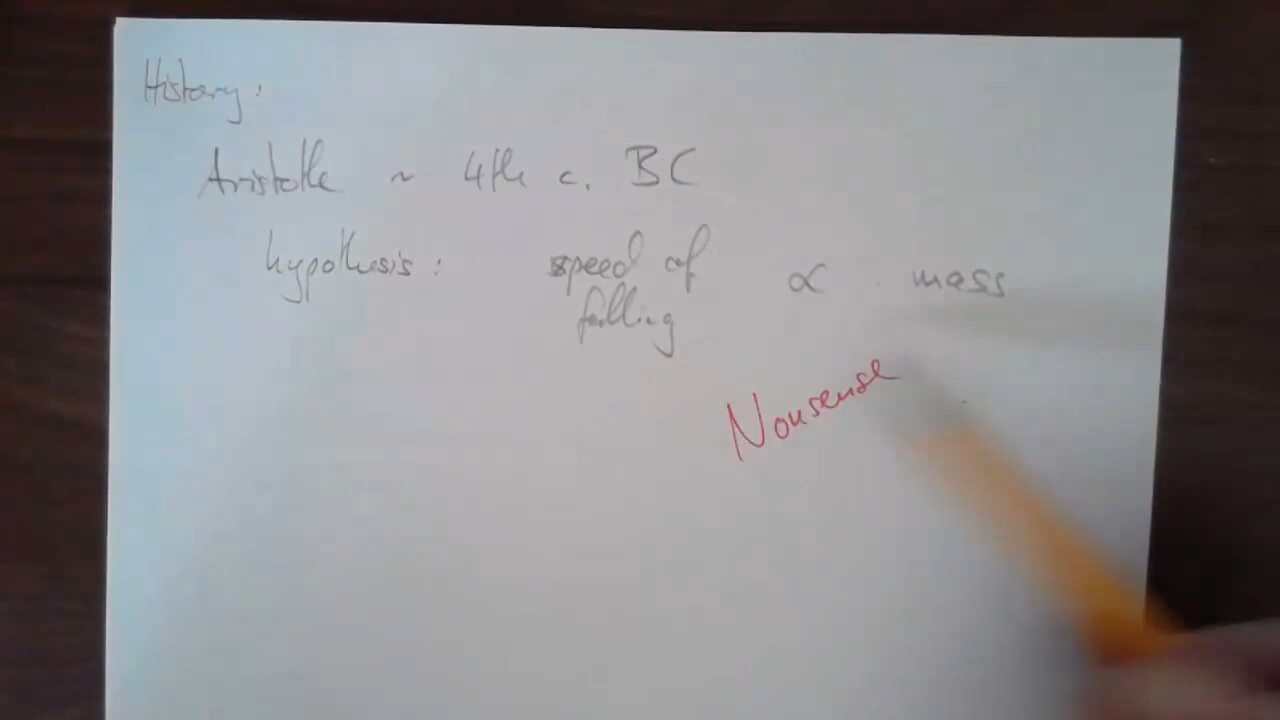 History:
Aristotle ~ 4th c. BC
hypothesis: speed of falling ∝ mass
Nonsense